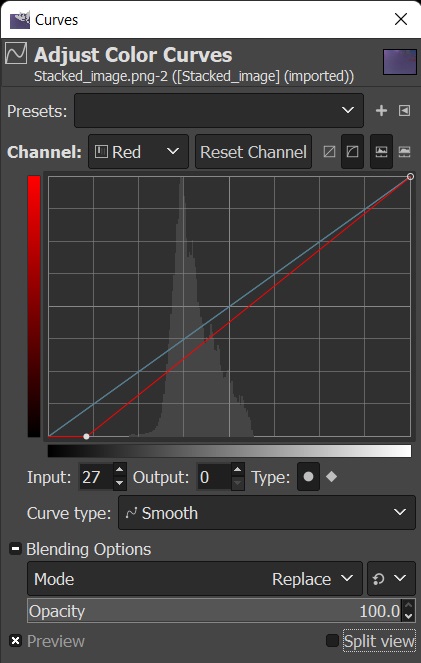 Curves
Adjust Color Curves
Stacked_image.png-2 ([Stacked_image] (imported))
Presets:
Channel: Red Reset Channel
Input: 27 Output: 0 Type:
Curve type: Smooth
Blending Options
Mode Replace
Opacity 100.0
Preview Split view